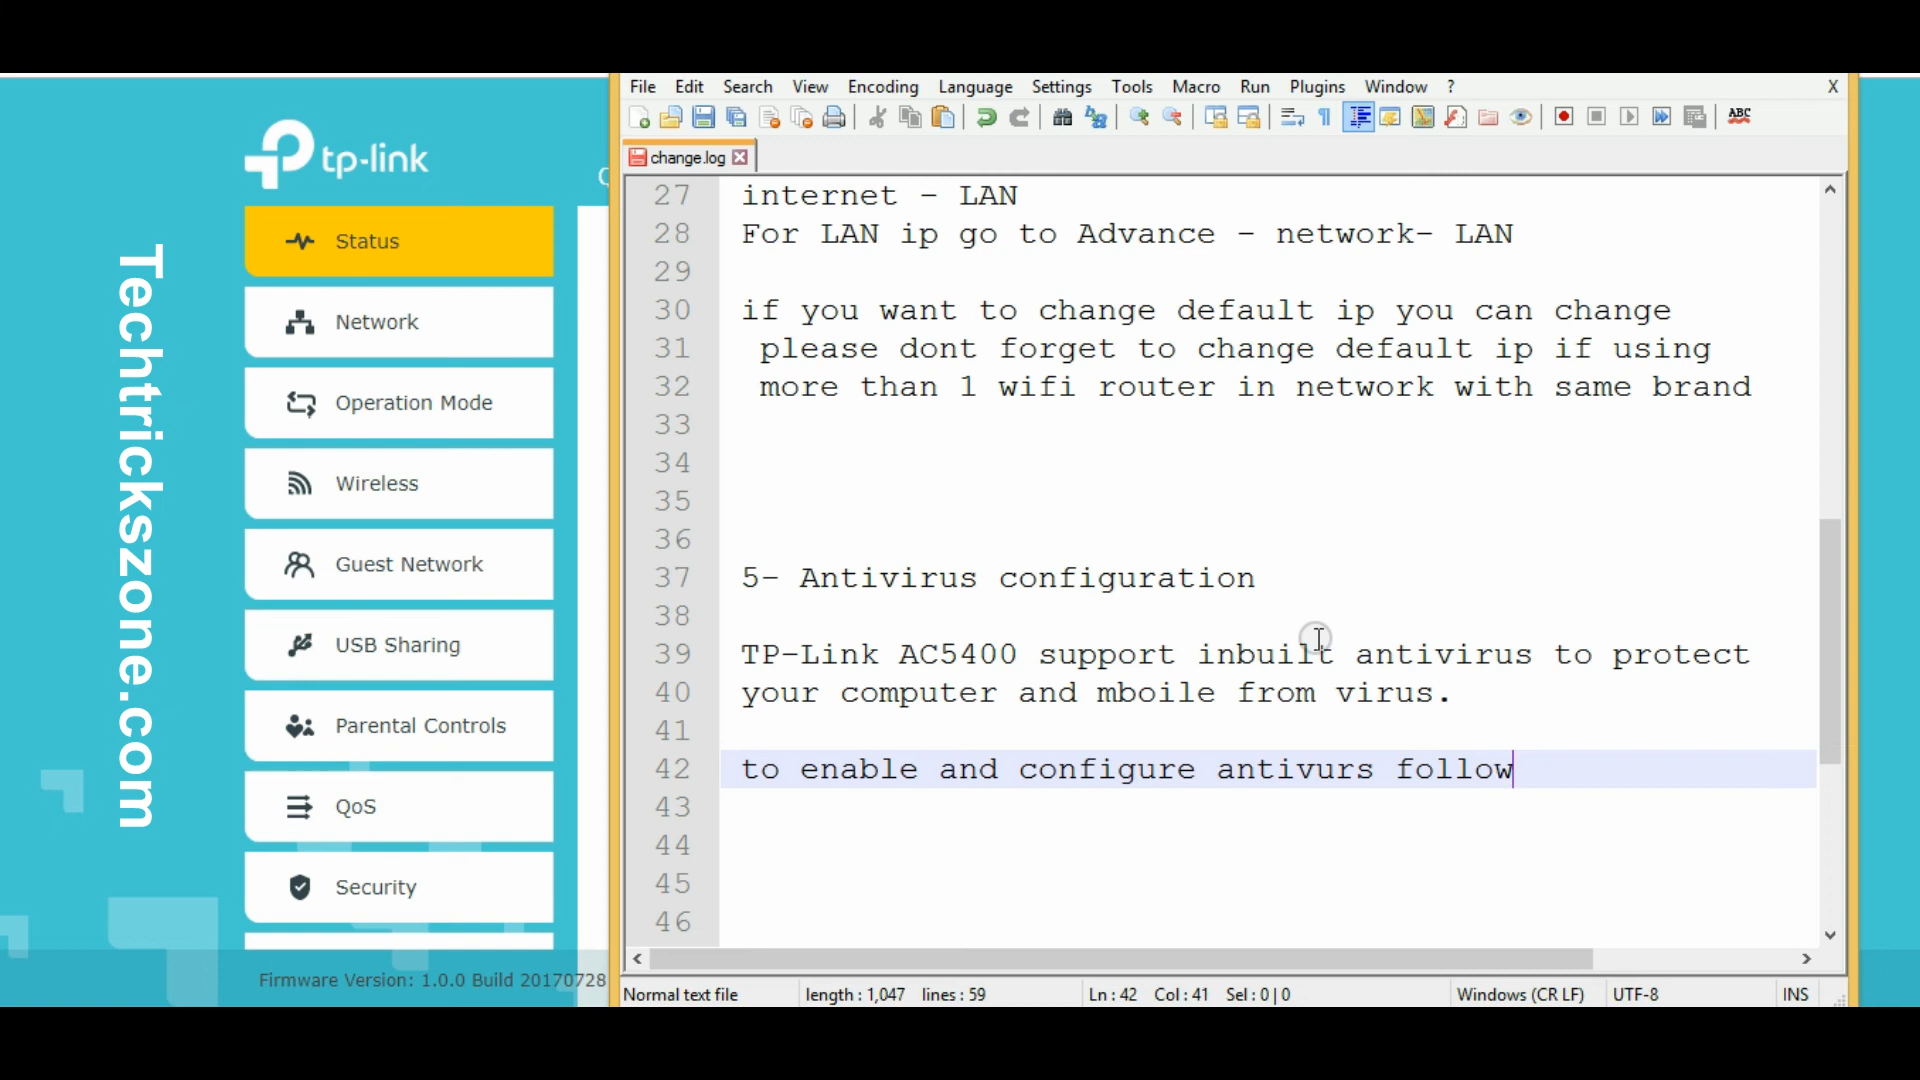 Techtrickszone.com
tp-link
Status
Network
Operation Mode
Wireless
Guest Network
USB Sharing
Parental Controls
QoS
Security
Firmware Version: 1.0.0 Build 20170728
File Edit Search View Encoding Language Settings Tools Macro Run Plugins Window ? X
ABC
change.log
27 internet - LAN
28 For LAN ip go to Advance - network- LAN
29
30 if you want to change default ip you can change
31 please dont forget to change default ip if using
32 more than 1 wifi router in network with same brand
33
34
35
36
37 5- Antivirus configuration
38
39 TP-Link AC5400 support inbuilt antivirus to protect
40 your computer and mboile from virus.
41
42 to enable and configure antivurs follow
43
44
45
46
Normal text file length : 1,047 lines : 59 Ln : 42 Col : 41 Sel : 0 | 0 Windows (CR LF) UTF-8 INS